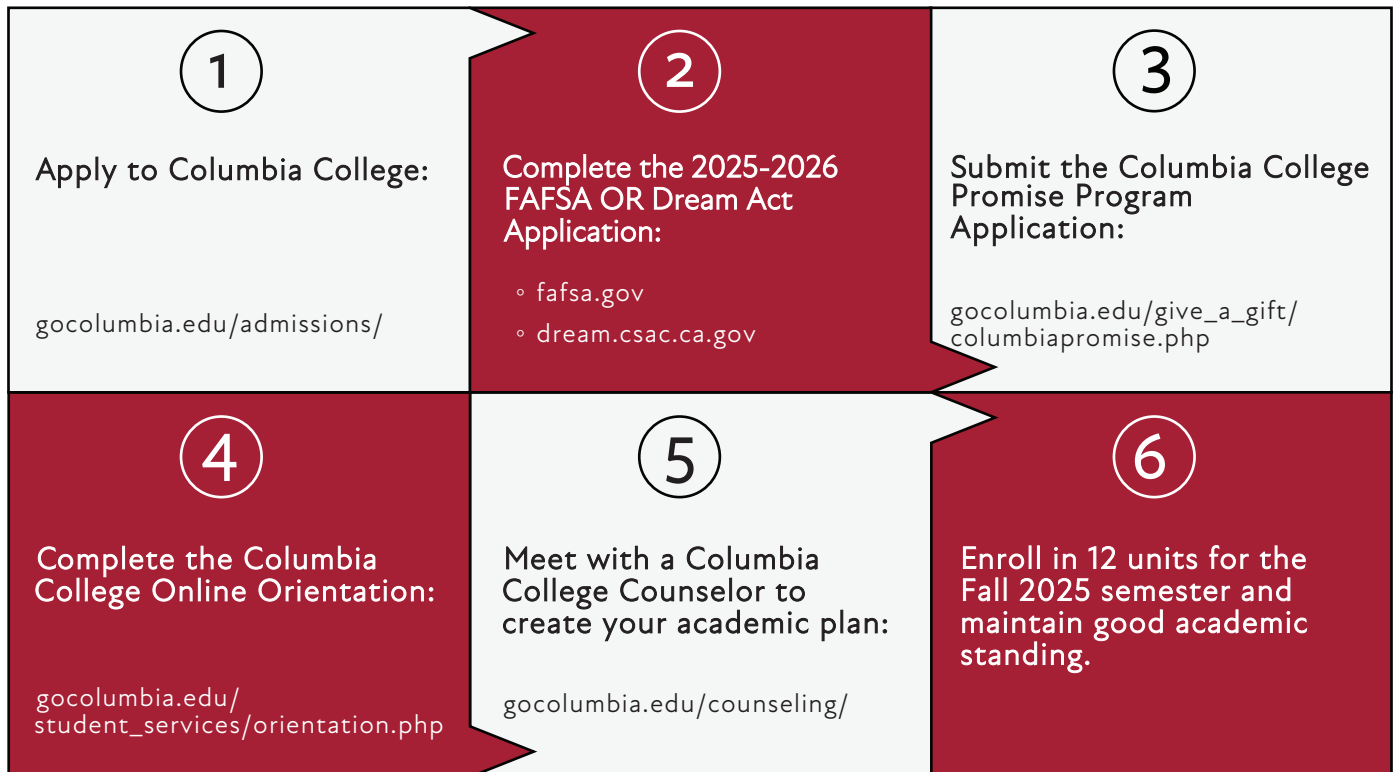 1
Apply to Columbia College:
gocolumbia.edu/admissions/
2
Complete the 2025-2026
FAFSA OR Dream Act
Application:
◦ fafsa.gov
◦ dream.csac.ca.gov
3
Submit the Columbia College
Promise Program
Application:
gocolumbia.edu/give_a_gift/
columbiapromise.php
4
Complete the Columbia
College Online Orientation:
gocolumbia.edu/
student_services/orientation.php
5
Meet with a Columbia
College Counselor to
create your academic plan:
gocolumbia.edu/counseling/
6
Enroll in 12 units for the
Fall 2025 semester and
maintain good academic
standing.